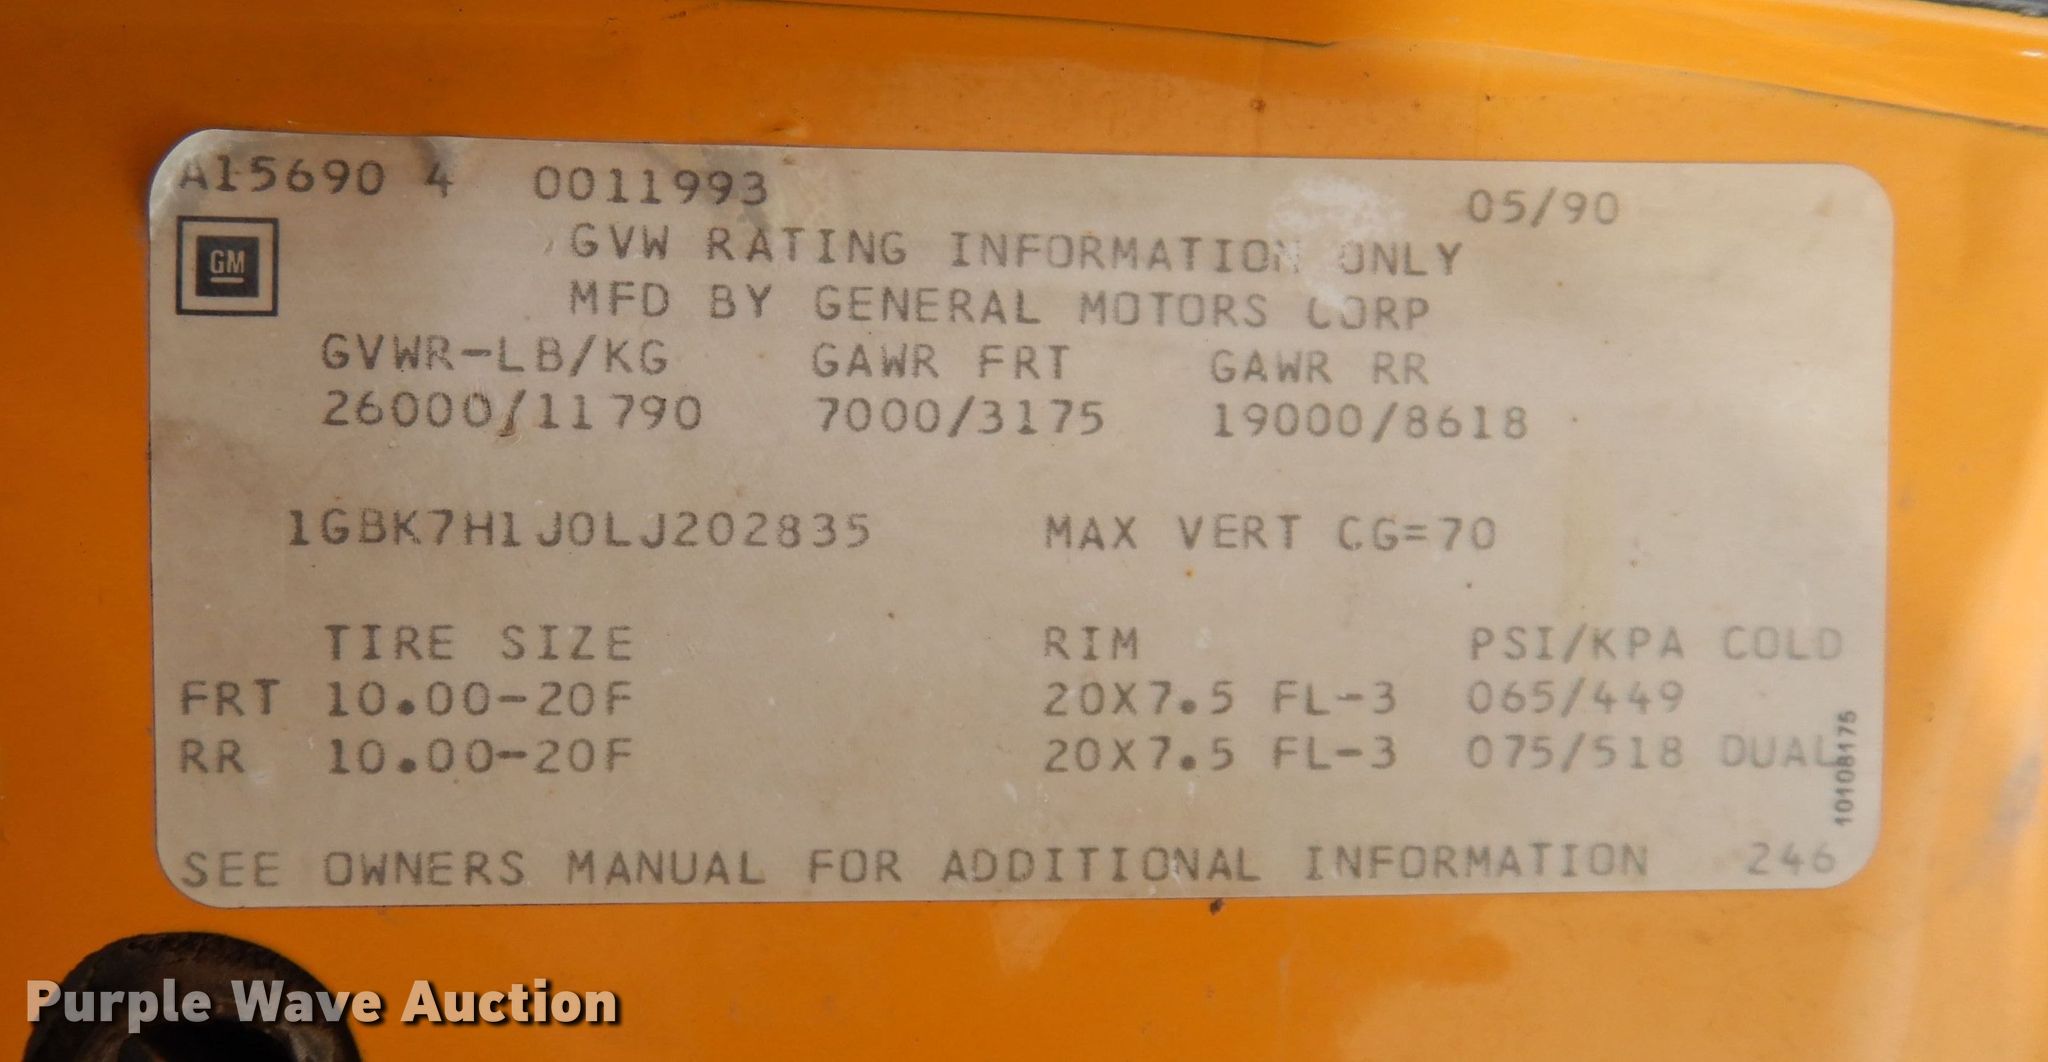 A15690 4 0011993 05/90
GM
GVW RATING INFORMATION ONLY
MFD BY GENERAL MOTORS CORP
GVWR-LB/KG GAWR FRT GAWR RR
26000/11790 7000/3175 19000/8618
1GBK7H1J0LJ202835 MAX VERT CG=70
TIRE SIZE RIM PSI/KPA COLD
FRT 10.00-20F 20X7.5 FL-3 065/449
RR 10.00-20F 20X7.5 FL-3 075/518 DUAL
10108175
SEE OWNERS MANUAL FOR ADDITIONAL INFORMATION 246
Purple Wave Auction